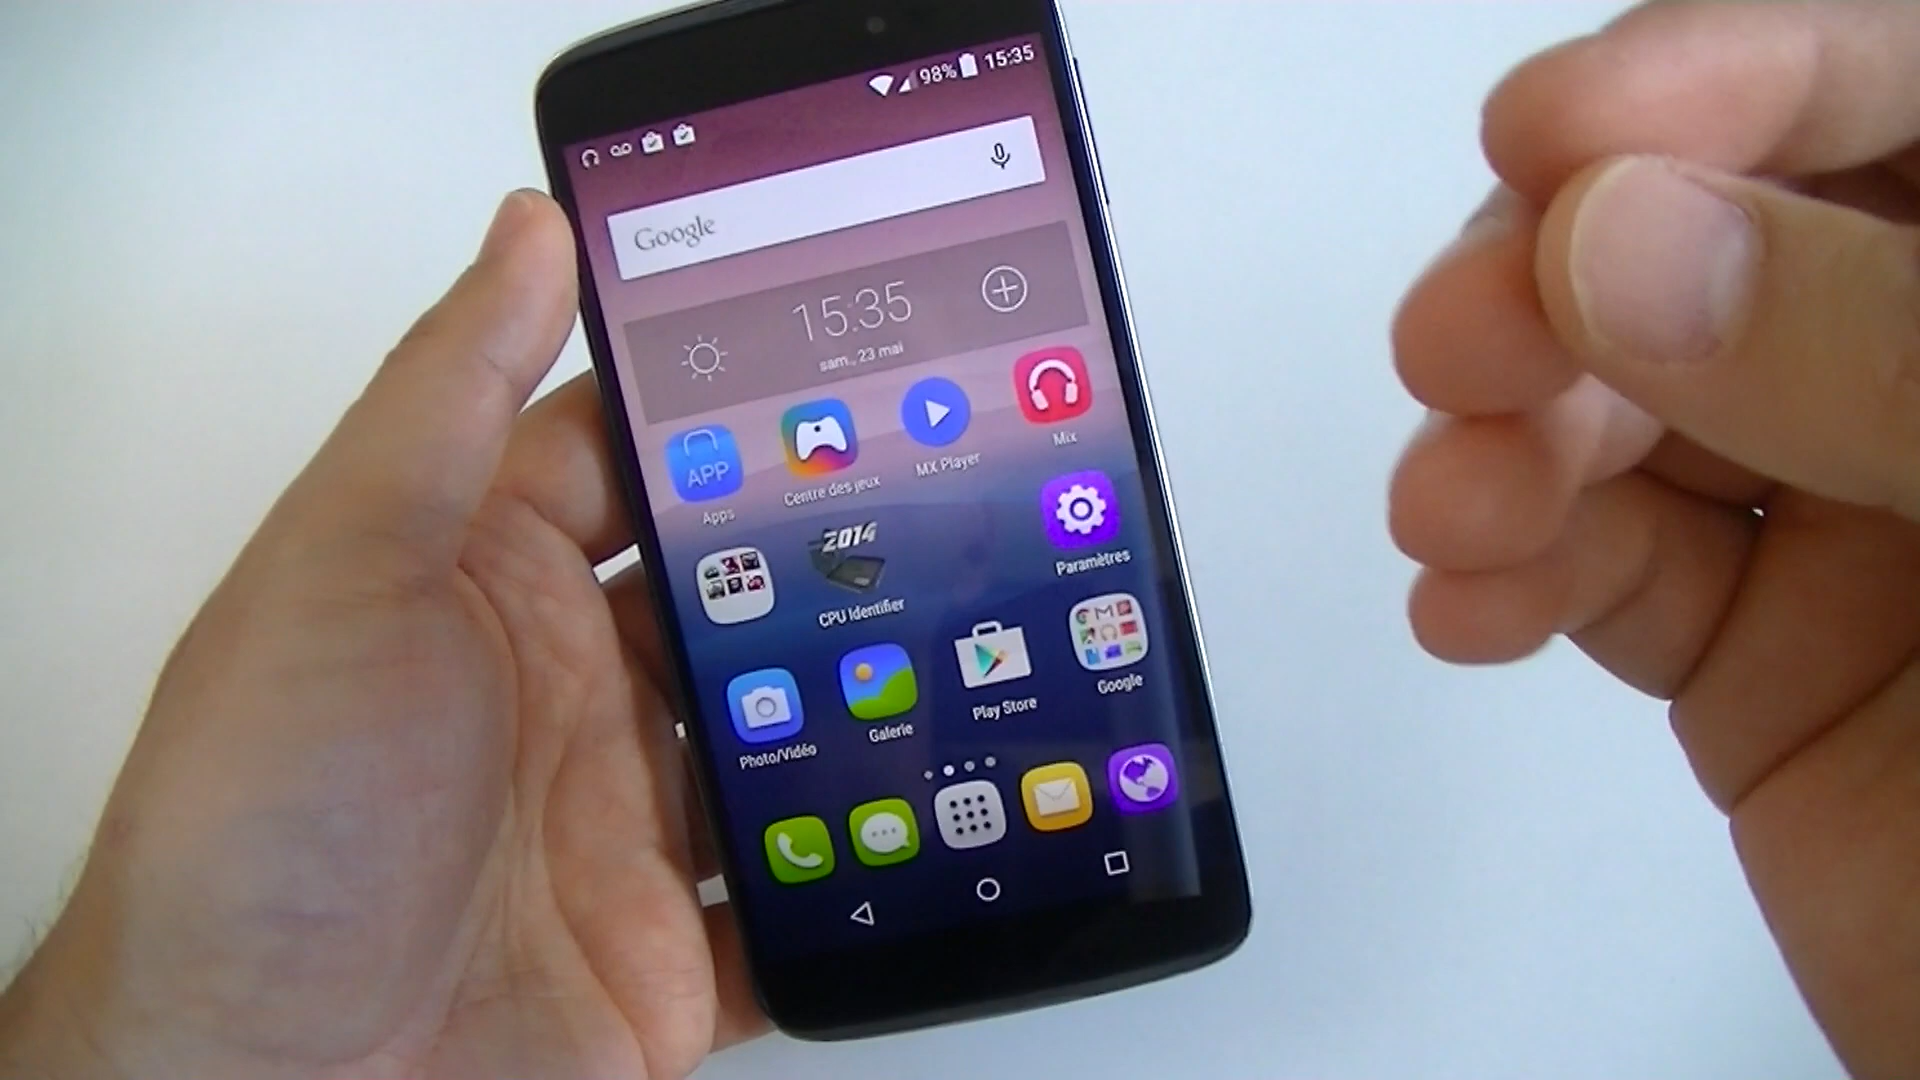 98% 15:35
Google
15:35
sam., 23 mai
APP
Apps
Centre des jeux
MX Player
Mix
2014
CPU Identifier
Paramètres
Photo/Vidéo
Galerie
Play Store
Google